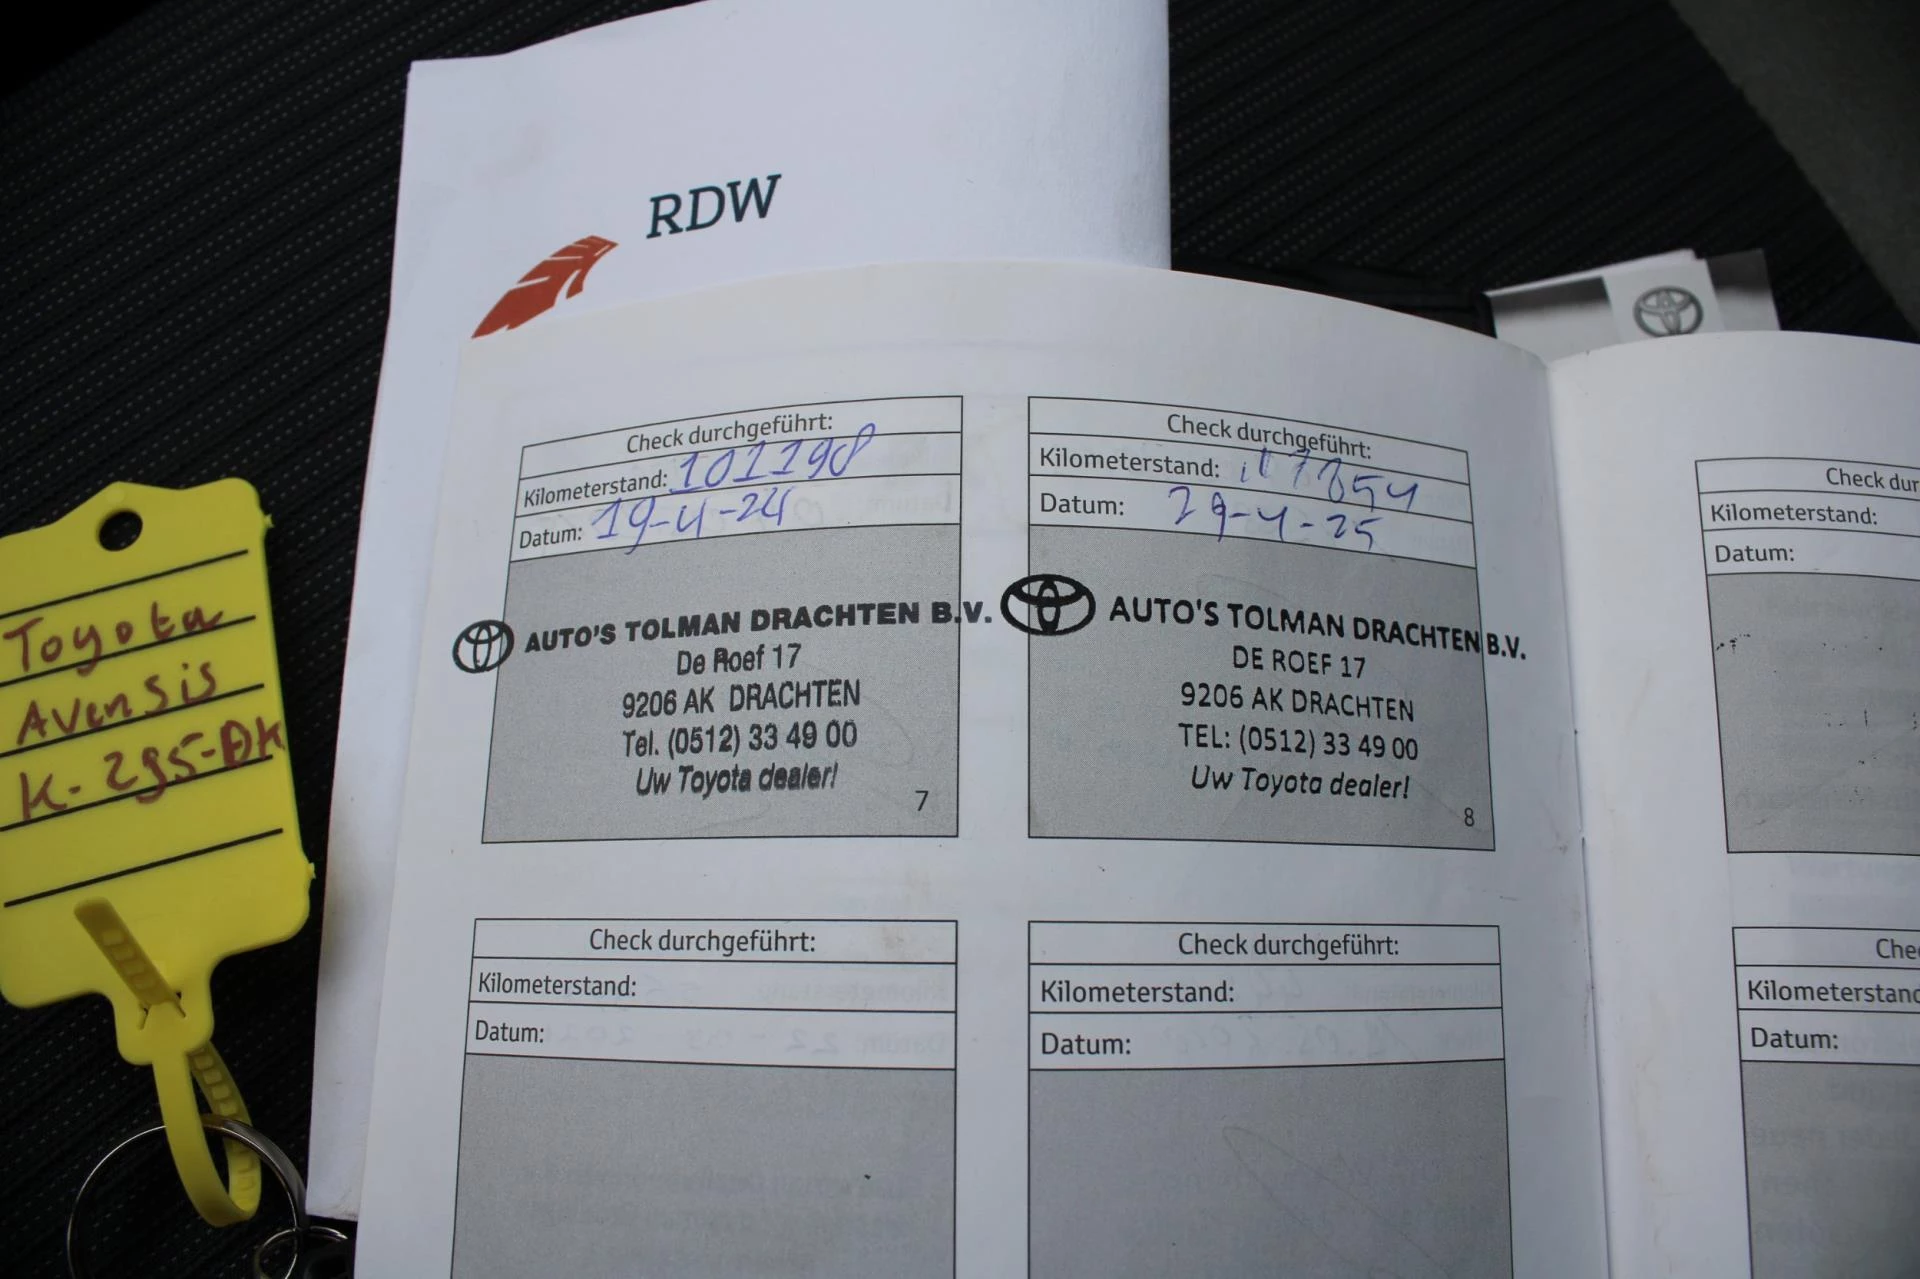 RDW
Check durchgeführt:
Kilometerstand: 101198
Datum: 19-4-24
AUTO'S TOLMAN DRACHTEN B.V.
De Roef 17
9206 AK DRACHTEN
Tel. (0512) 33 49 00
Uw Toyota dealer!
7
Check durchgeführt:
Kilometerstand: 117854
Datum: 29-4-25
AUTO'S TOLMAN DRACHTEN B.V.
DE ROEF 17
9206 AK DRACHTEN
TEL: (0512) 33 49 00
Uw Toyota dealer!
8
Check dur
Kilometerstand:
Datum:
Toyota
Avensis
K-295-DK
Check durchgeführt:
Kilometerstand:
Datum:
Check durchgeführt:
Kilometerstand:
Datum:
Che
Kilometerstand
Datum: